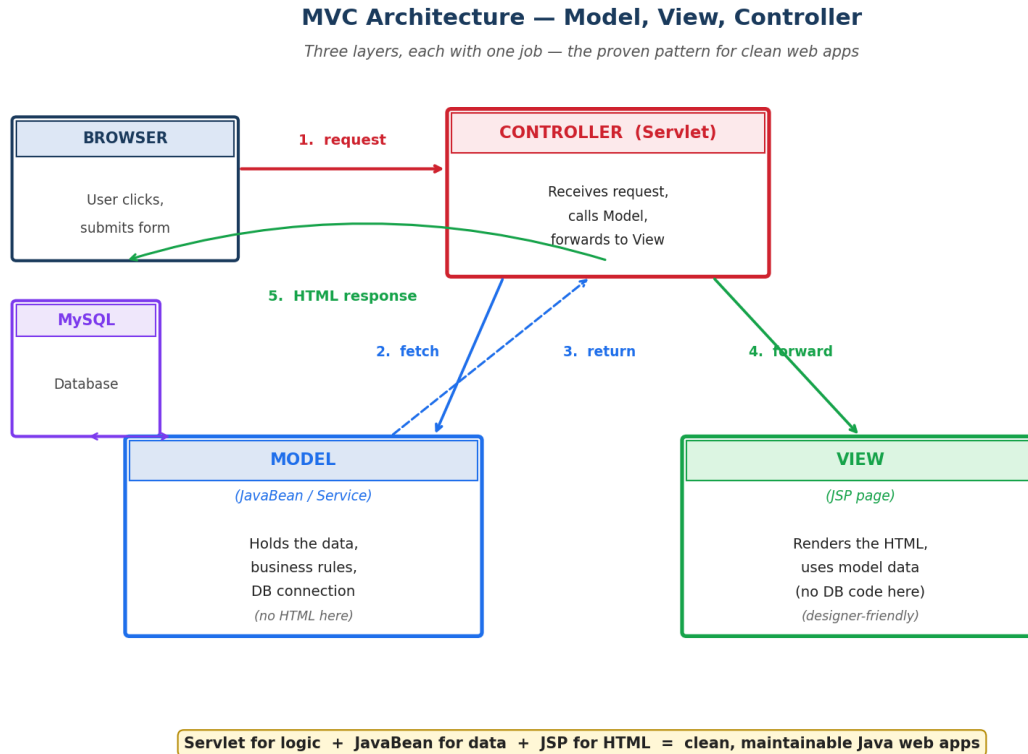 MVC Architecture — Model, View, Controller
Three layers, each with one job — the proven pattern for clean web apps
BROWSER
User clicks,
submits form
1.  request
CONTROLLER  (Servlet)
Receives request,
calls Model,
forwards to View
5.  HTML response
MySQL
Database
2.  fetch
3.  return
4.  forward
MODEL
(JavaBean / Service)
Holds the data,
business rules,
DB connection
(no HTML here)
VIEW
(JSP page)
Renders the HTML,
uses model data
(no DB code here)
(designer-friendly)
Servlet for logic  +  JavaBean for data  +  JSP for HTML  =  clean, maintainable Java web apps